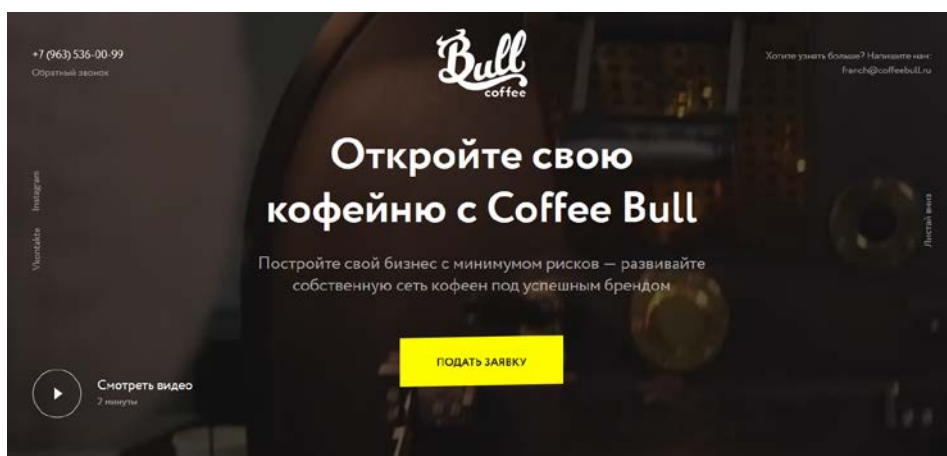 +7 (963) 536-00-99
Обратный звонок
Bull
coffee
Хотите узнать больше? Напишите нам:
franch@coffeebull.ru
Откройте свою
кофейню с Coffee Bull
Instagram
Vkontakte
Листай вниз
Постройте свой бизнес с минимумом рисков — развивайте
собственную сеть кофеен под успешным брендом
ПОДАТЬ ЗАЯВКУ
Смотреть видео
2 минуты